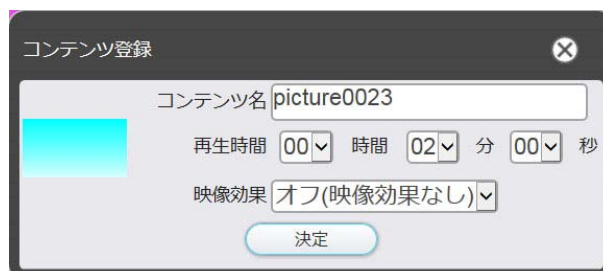 コンテンツ登録
コンテンツ名 picture0023
再生時間 00 時間 02 分 00 秒
映像効果 オフ(映像効果なし)
決定